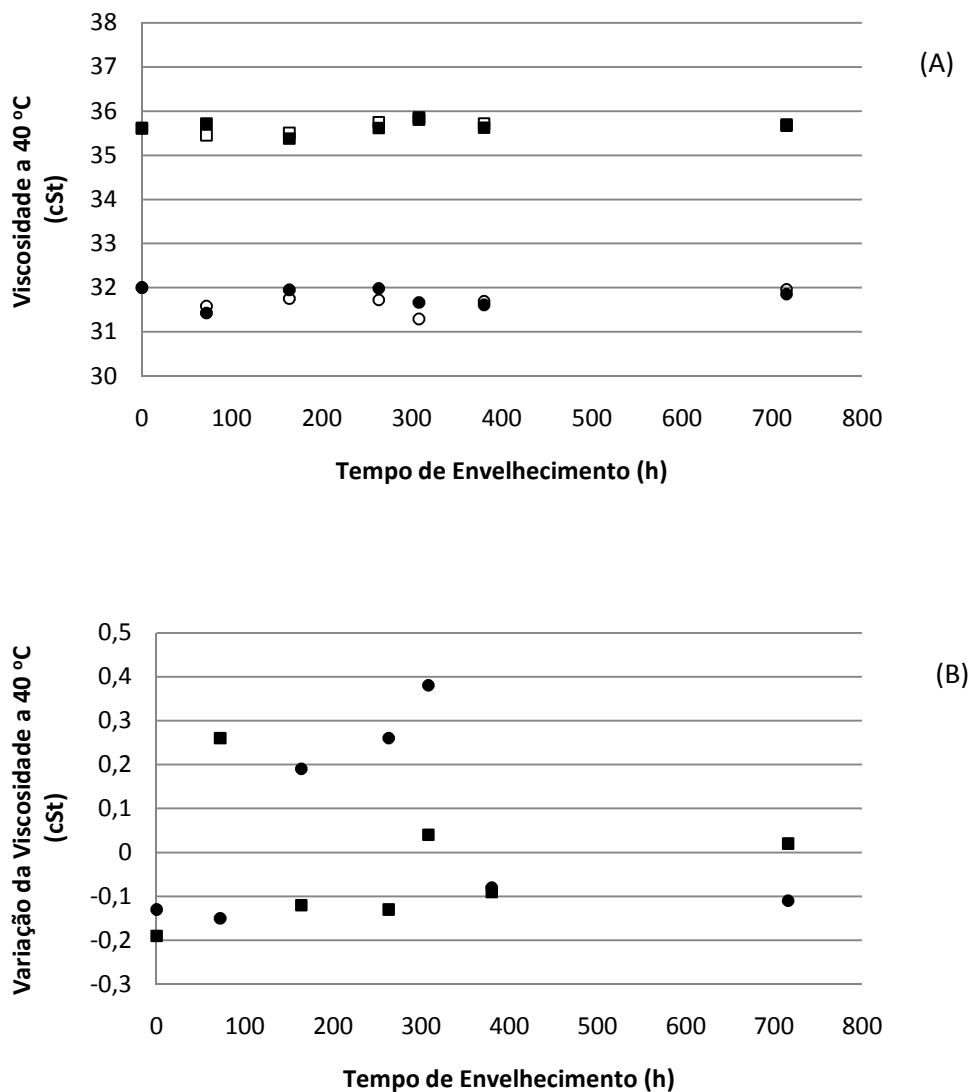 (A)
Viscosidade a 40 ºC
(cSt)
38
37
36
35
34
33
32
31
30
0 100 200 300 400 500 600 700 800
Tempo de Envelhecimento (h)
(B)
Variação da Viscosidade a 40 ºC
(cSt)
0,5
0,4
0,3
0,2
0,1
0
-0,1
-0,2
-0,3
0 100 200 300 400 500 600 700 800
Tempo de Envelhecimento (h)